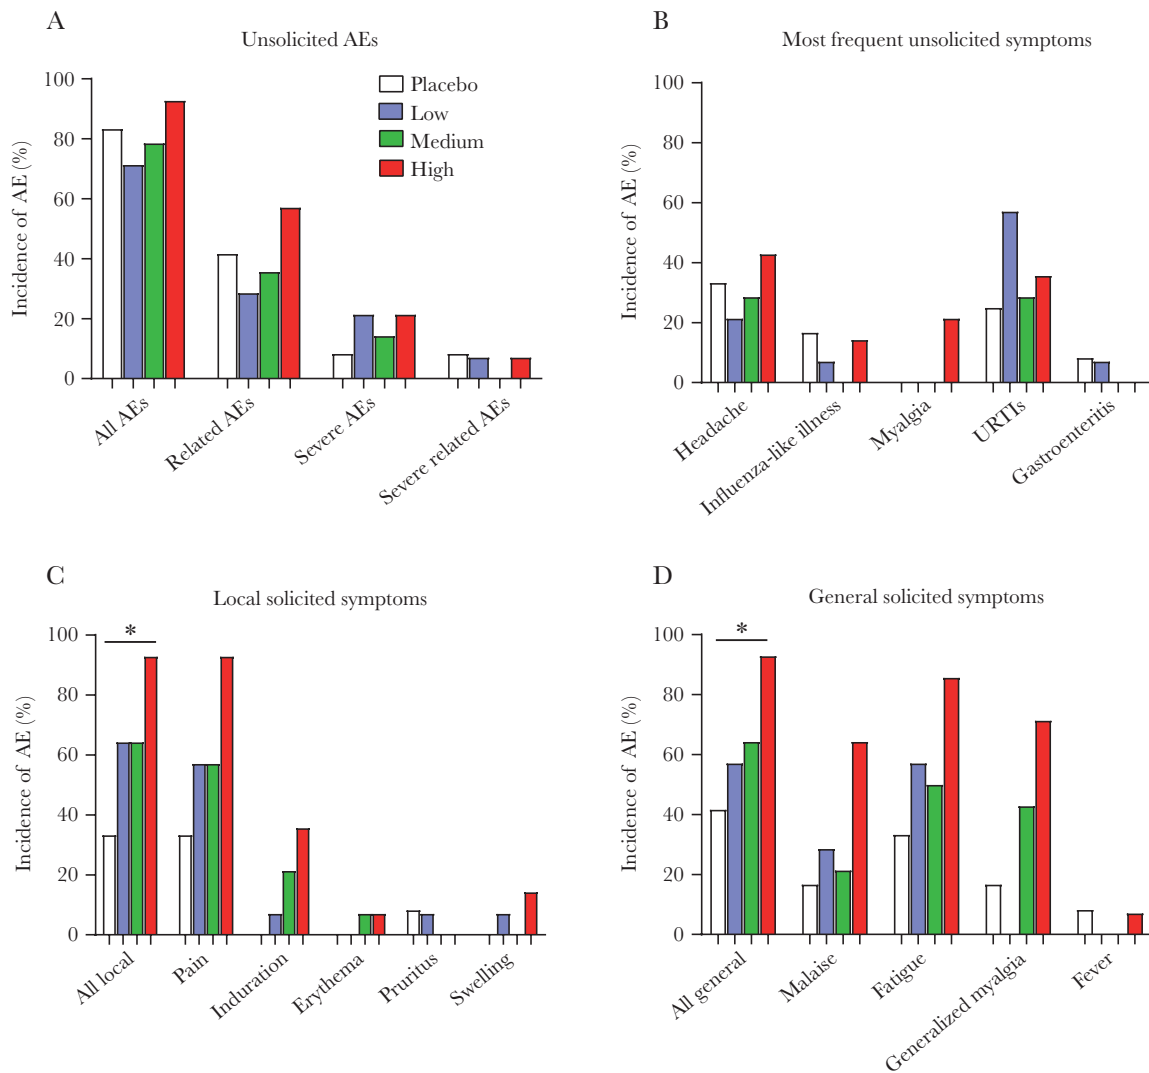 A
Unsolicited AEs
Incidence of AE (%)
100
80
60
40
20
0
Placebo
Low
Medium
High
All AEs
Related AEs
Severe AEs
Severe related AEs
B
Most frequent unsolicited symptoms
Incidence of AE (%)
100
80
60
40
20
0
Headache
Influenza-like illness
Myalgia
URTIs
Gastroenteritis
C
Local solicited symptoms
Incidence of AE (%)
100
80
60
40
20
0
*
All local
Pain
Induration
Erythema
Pruritus
Swelling
D
General solicited symptoms
Incidence of AE (%)
100
80
60
40
20
0
*
All general
Malaise
Fatigue
Generalized myalgia
Fever